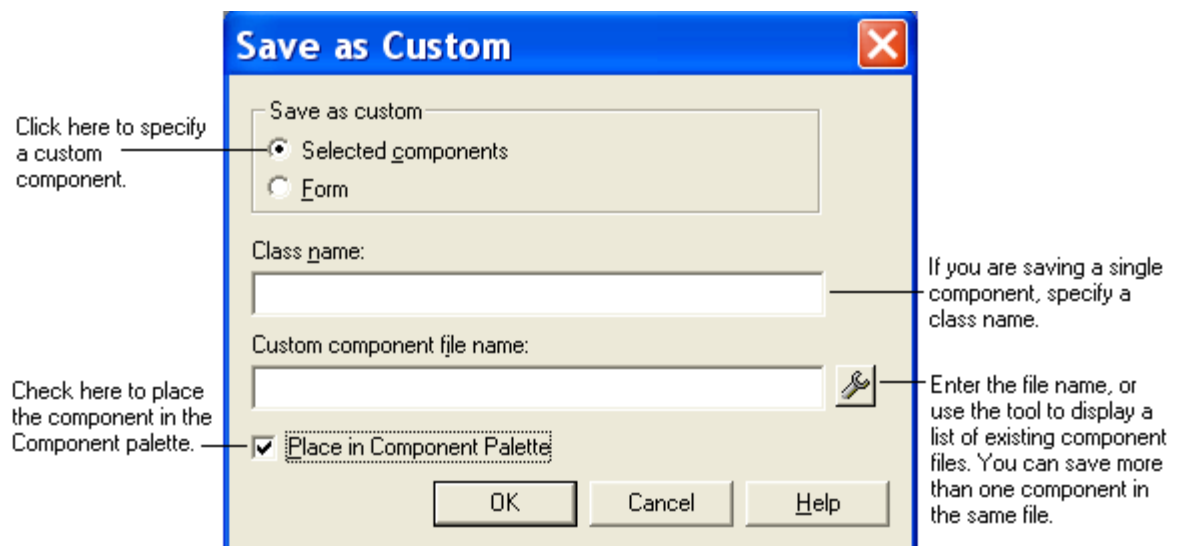 Save as Custom
Save as custom
Click here to specify
a custom
component.
Selected components
Form
Class name:
If you are saving a single
component, specify a
class name.
Custom component file name:
Check here to place
the component in the
Component palette.
Enter the file name, or
use the tool to display a
list of existing component
files. You can save more
than one component in
the same file.
Place in Component Palette
OK Cancel Help